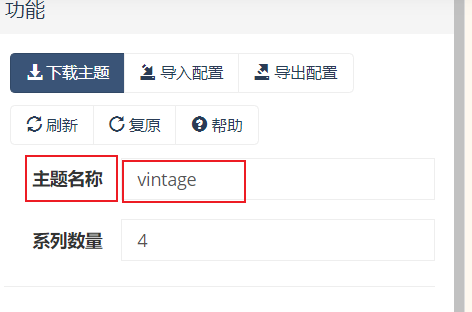 功能
下载主题 导入配置 导出配置
刷新 复原 帮助
主题名称 vintage
系列数量 4